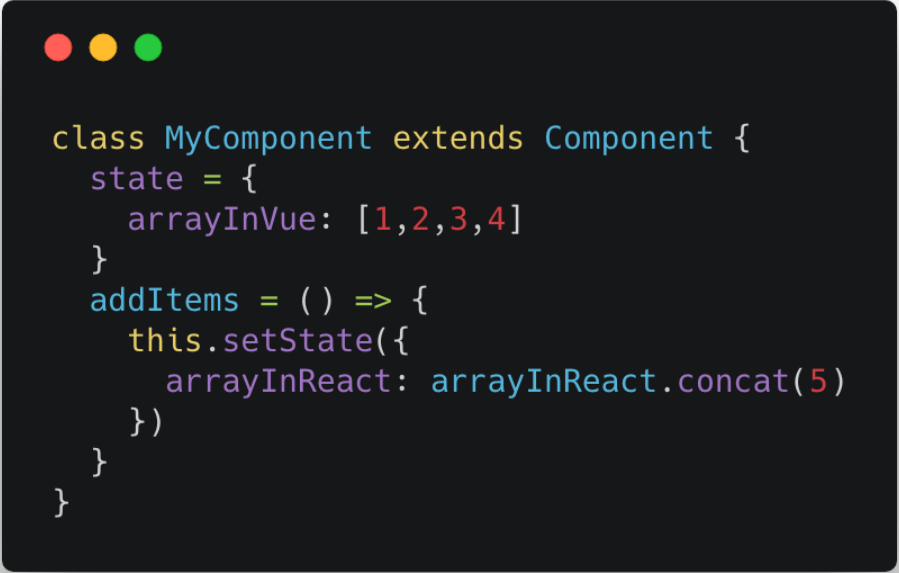 class MyComponent extends Component {
  state = {
    arrayInVue: [1,2,3,4]
  }
  addItems = () => {
    this.setState({
      arrayInReact: arrayInReact.concat(5)
    })
  }
}